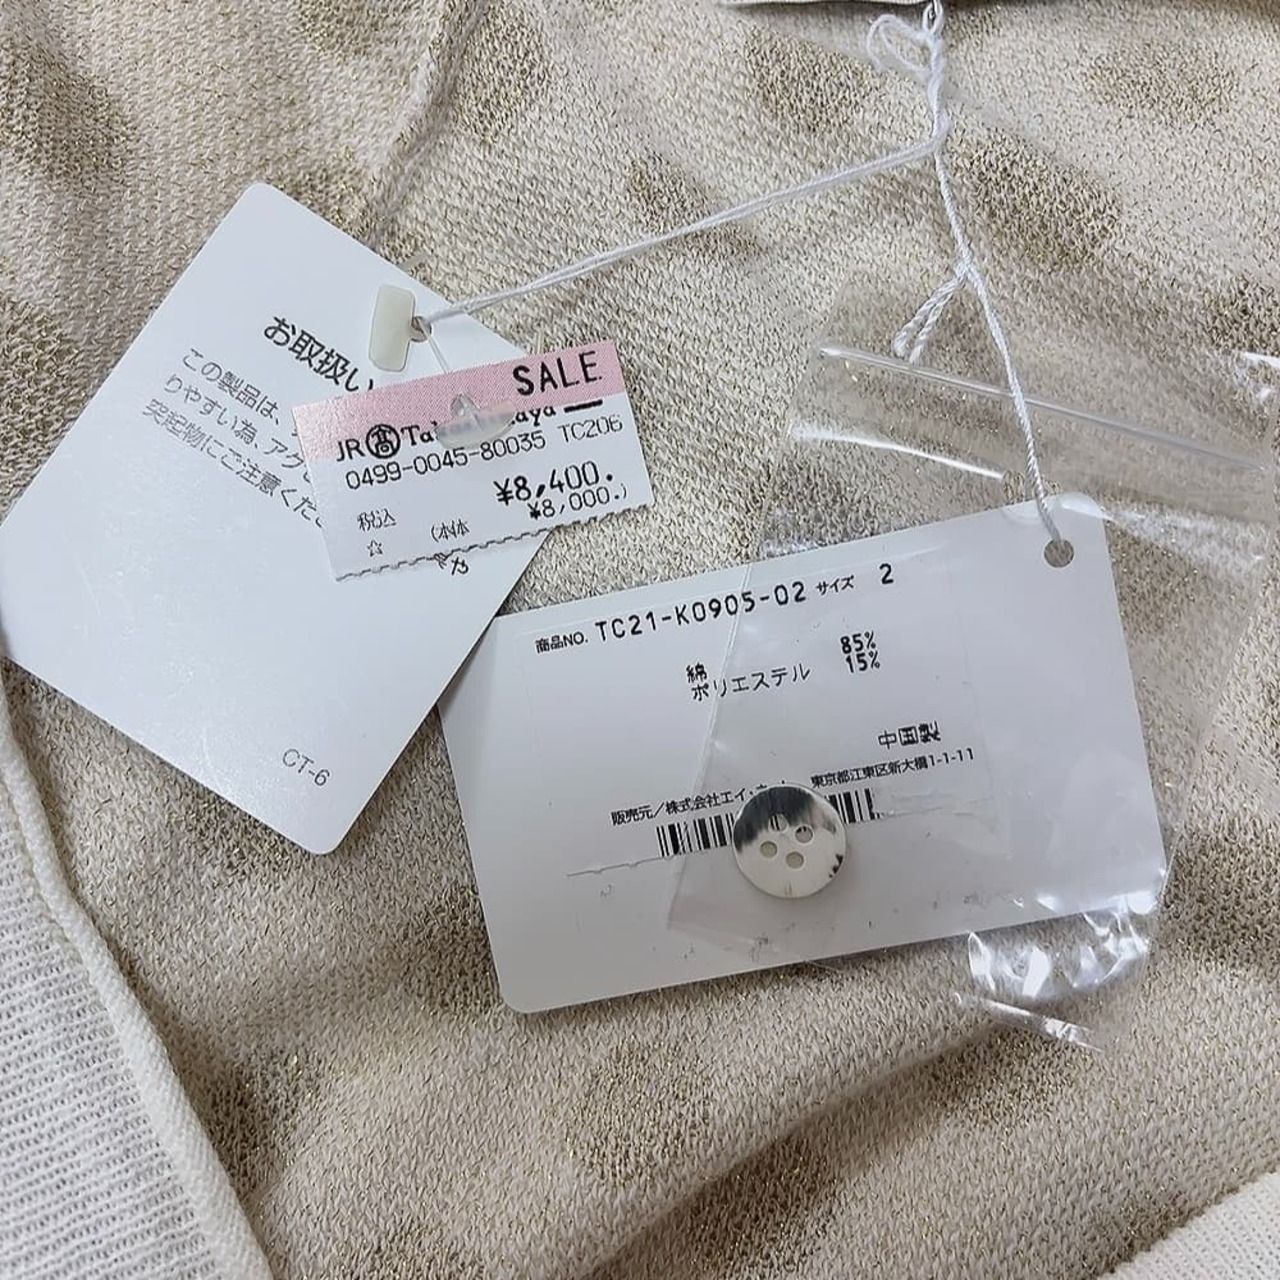 お取扱い
この製品は、
りやすい為、アク
突起物にご注意くだ
CT-6
SALE
JR 髙
0499-0045-80035 TC206
¥8,400.
税込 (本体 ¥8,000.)
☆
商品NO. TC21-K0905-02 サイズ 2
綿 85%
ポリエステル 15%
中国製
販売元/株式会社エイ・ 東京都江東区新大橋1-1-11